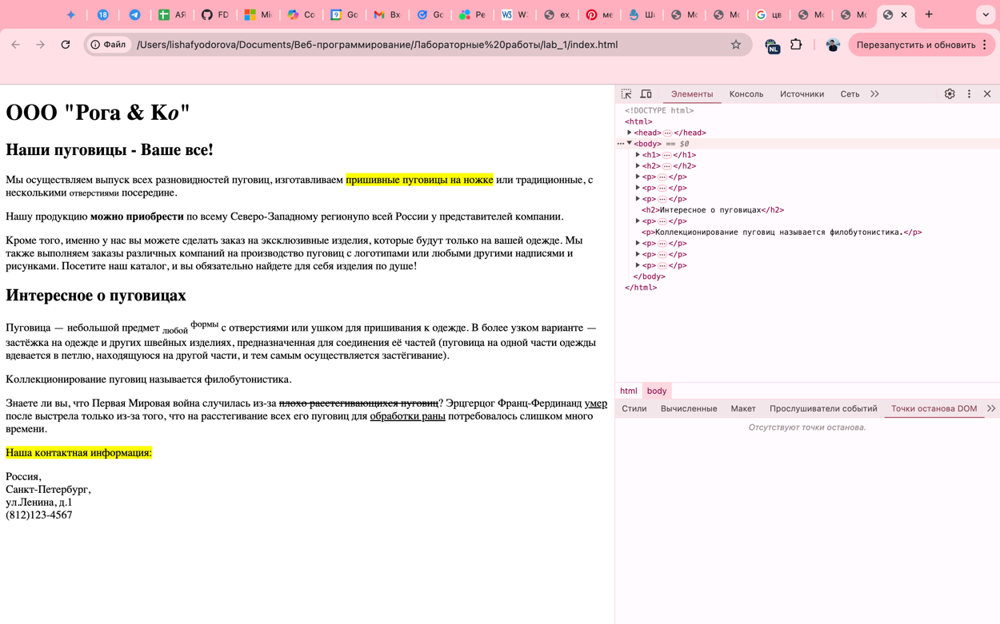 18
АЯ
FD
Mi
Co
Go
Вх
Go
Ре
W3
ex
ме
Ши
Мо
Мо
цв
Мо
Мо
Файл
/Users/lishafyodorova/Documents/Веб-программирование/Лабораторные%20работы/lab_1/index.html
NL
Перезапустить и обновить
ООО "Рога & Ко"
Наши пуговицы - Ваше все!
Мы осуществляем выпуск всех разновидностей пуговиц, изготавливаем пришивные пуговицы на ножке или традиционные, с
несколькими отверстиями посередине.
Нашу продукцию можно приобрести по всему Северо-Западному регионупо всей России у представителей компании.
Кроме того, именно у нас вы можете сделать заказ на эксклюзивные изделия, которые будут только на вашей одежде. Мы
также выполняем заказы различных компаний на производство пуговиц с логотипами или любыми другими надписями и
рисунками. Посетите наш каталог, и вы обязательно найдете для себя изделия по душе!
Интересное о пуговицах
Пуговица — небольшой предмет любой формы с отверстиями или ушком для пришивания к одежде. В более узком варианте —
застёжка на одежде и других швейных изделиях, предназначенная для соединения её частей (пуговица на одной части одежды
вдевается в петлю, находящуюся на другой части, и тем самым осуществляется застёгивание).
Коллекционирование пуговиц называется филобутонистика.
Знаете ли вы, что Первая Мировая война случилась из-за плохо расстегивающихся пуговиц? Эрцгерцог Франц-Фердинанд умер
после выстрела только из-за того, что на расстегивание всех его пуговиц для обработки раны потребовалось слишком много
времени.
Наша контактная информация:
Россия,
Санкт-Петербург,
ул.Ленина, д.1
(812)123-4567
Элементы Консоль Источники Сеть
<!DOCTYPE html>
<html>
<head> … </head>
<body> == $0
<h1> … </h1>
<h2> … </h2>
<p> … </p>
<p> … </p>
<p> … </p>
<h2>Интересное о пуговицах</h2>
<p> … </p>
<p>Коллекционирование пуговиц называется филобутонистика.</p>
<p> … </p>
<p> … </p>
<p> … </p>
</body>
</html>
html body
Стили Вычисленные Макет Прослушиватели событий Точки останова DOM
Отсутствуют точки останова.